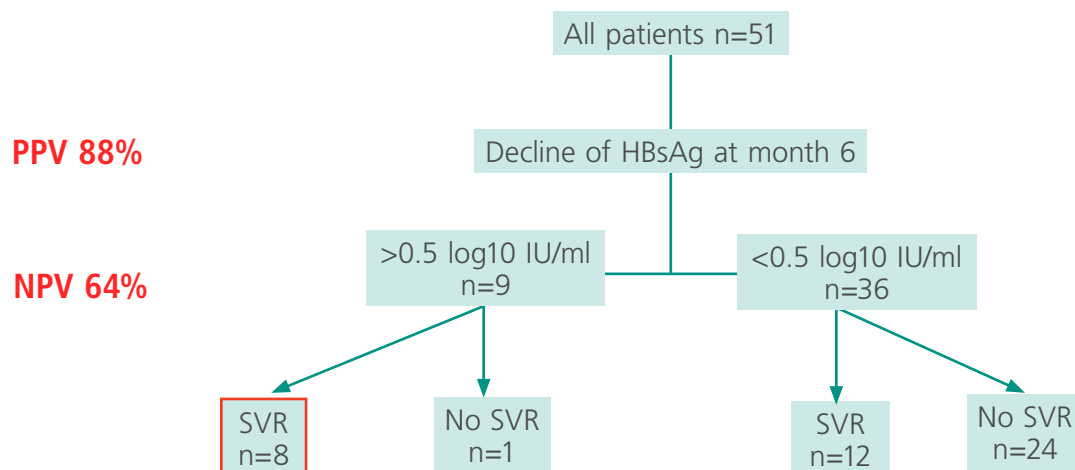 All patients n=51
PPV 88%
Decline of HBsAg at month 6
NPV 64%
>0.5 log10 IU/ml
n=9
<0.5 log10 IU/ml
n=36
SVR
n=8
No SVR
n=1
SVR
n=12
No SVR
n=24